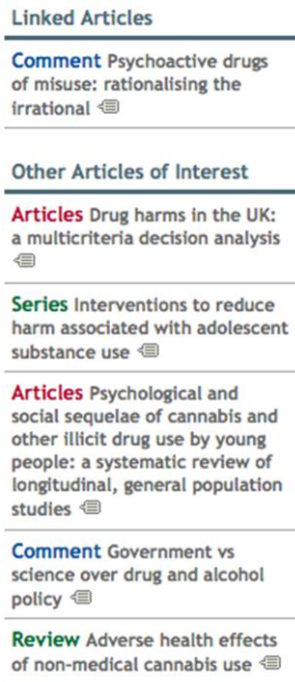 Linked Articles
Comment Psychoactive drugs
of misuse: rationalising the
irrational
Other Articles of Interest
Articles Drug harms in the UK:
a multicriteria decision analysis
Series Interventions to reduce
harm associated with adolescent
substance use
Articles Psychological and
social sequelae of cannabis and
other illicit drug use by young
people: a systematic review of
longitudinal, general population
studies
Comment Government vs
science over drug and alcohol
policy
Review Adverse health effects
of non-medical cannabis use